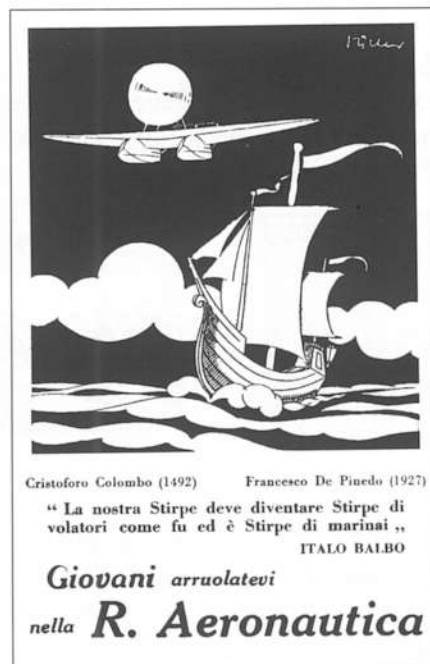 Cristoforo Colombo (1492) Francesco De Pinedo (1927)
“ La nostra Stirpe deve diventare Stirpe di
volatori come fu ed è Stirpe di marinai „
ITALO BALBO
Giovani arruolatevi
nella R. Aeronautica